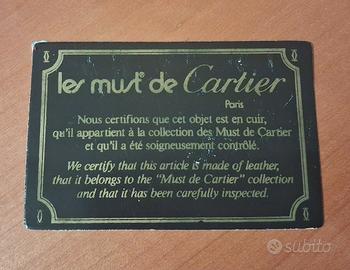 les must de Cartier
Paris
Nous certifions que cet objet est en cuir,
qu'il appartient à la collection des Must de Cartier
et qu'il a été soigneusement contrôlé.
We certify that this article is made of leather,
that it belongs to the "Must de Cartier" collection
and that it has been carefully inspected.
subito